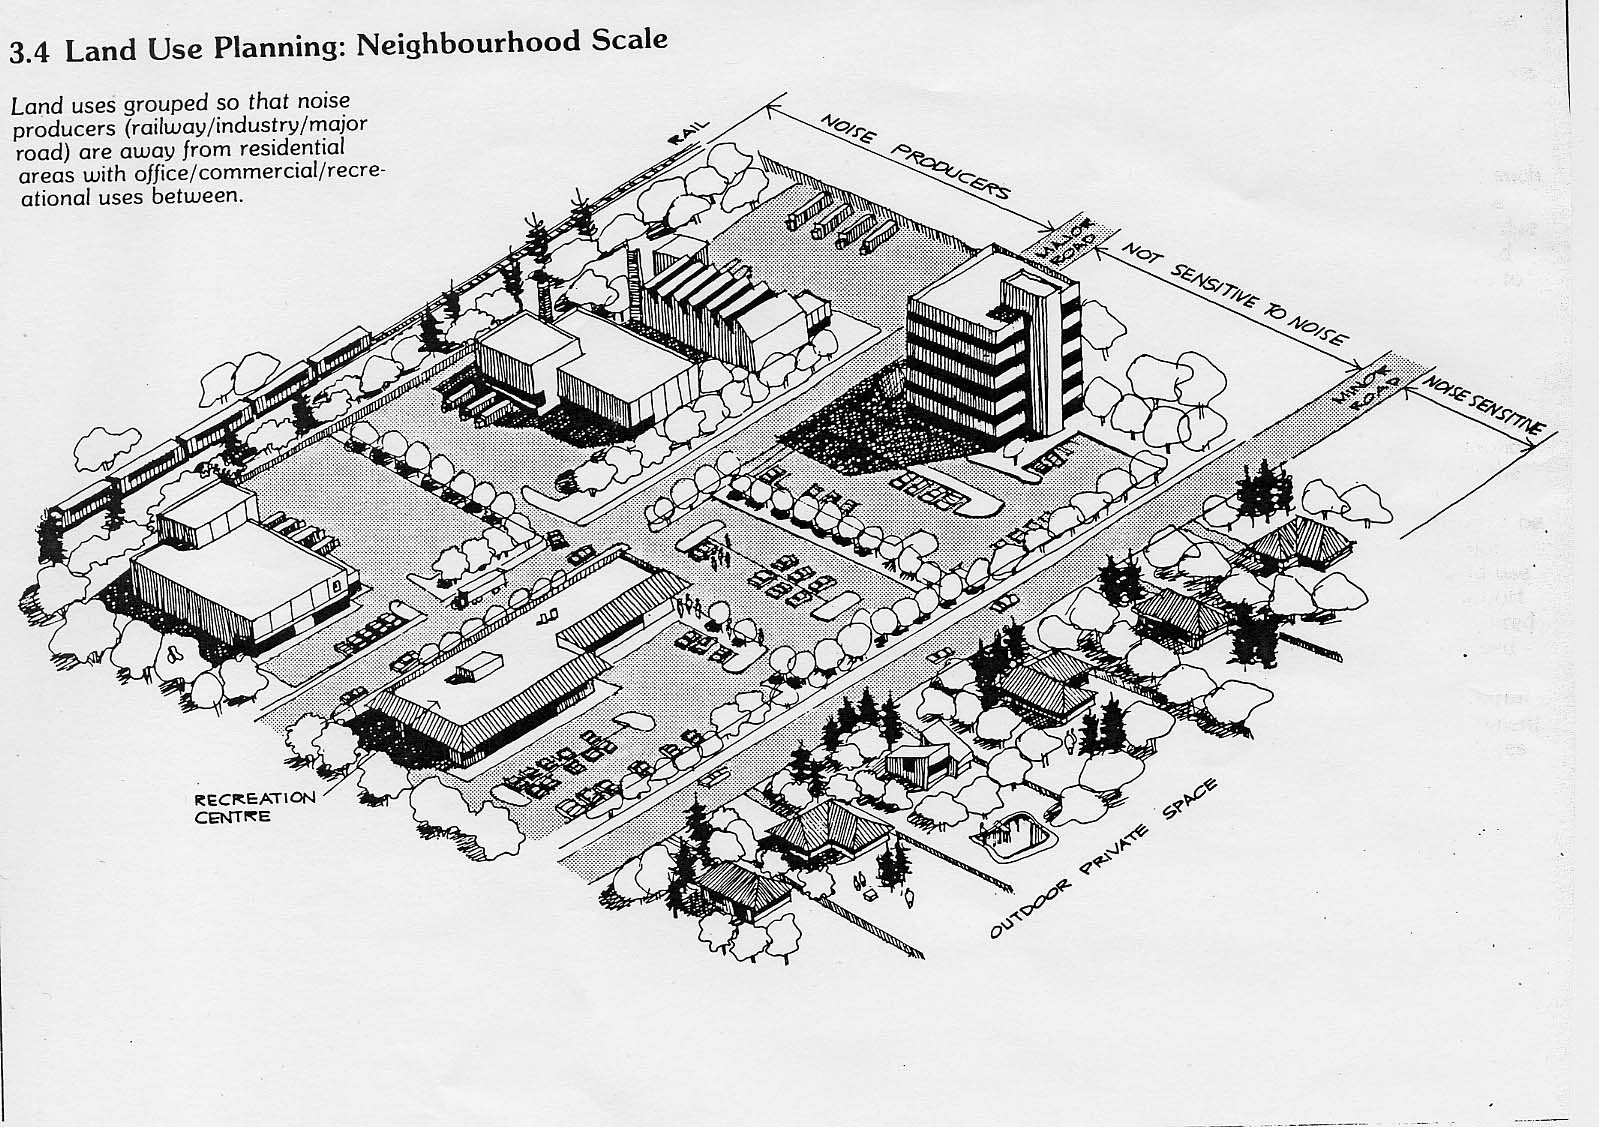 3.4 Land Use Planning: Neighbourhood Scale
Land uses grouped so that noise
producers (railway/industry/major
road) are away from residential
areas with office/commercial/recre-
ational uses between.
RAIL
NOISE PRODUCERS
MAJOR
ROAD
NOT SENSITIVE TO NOISE
MINOR
ROAD
NOISE SENSITIVE
RECREATION
CENTRE
OUTDOOR PRIVATE SPACE